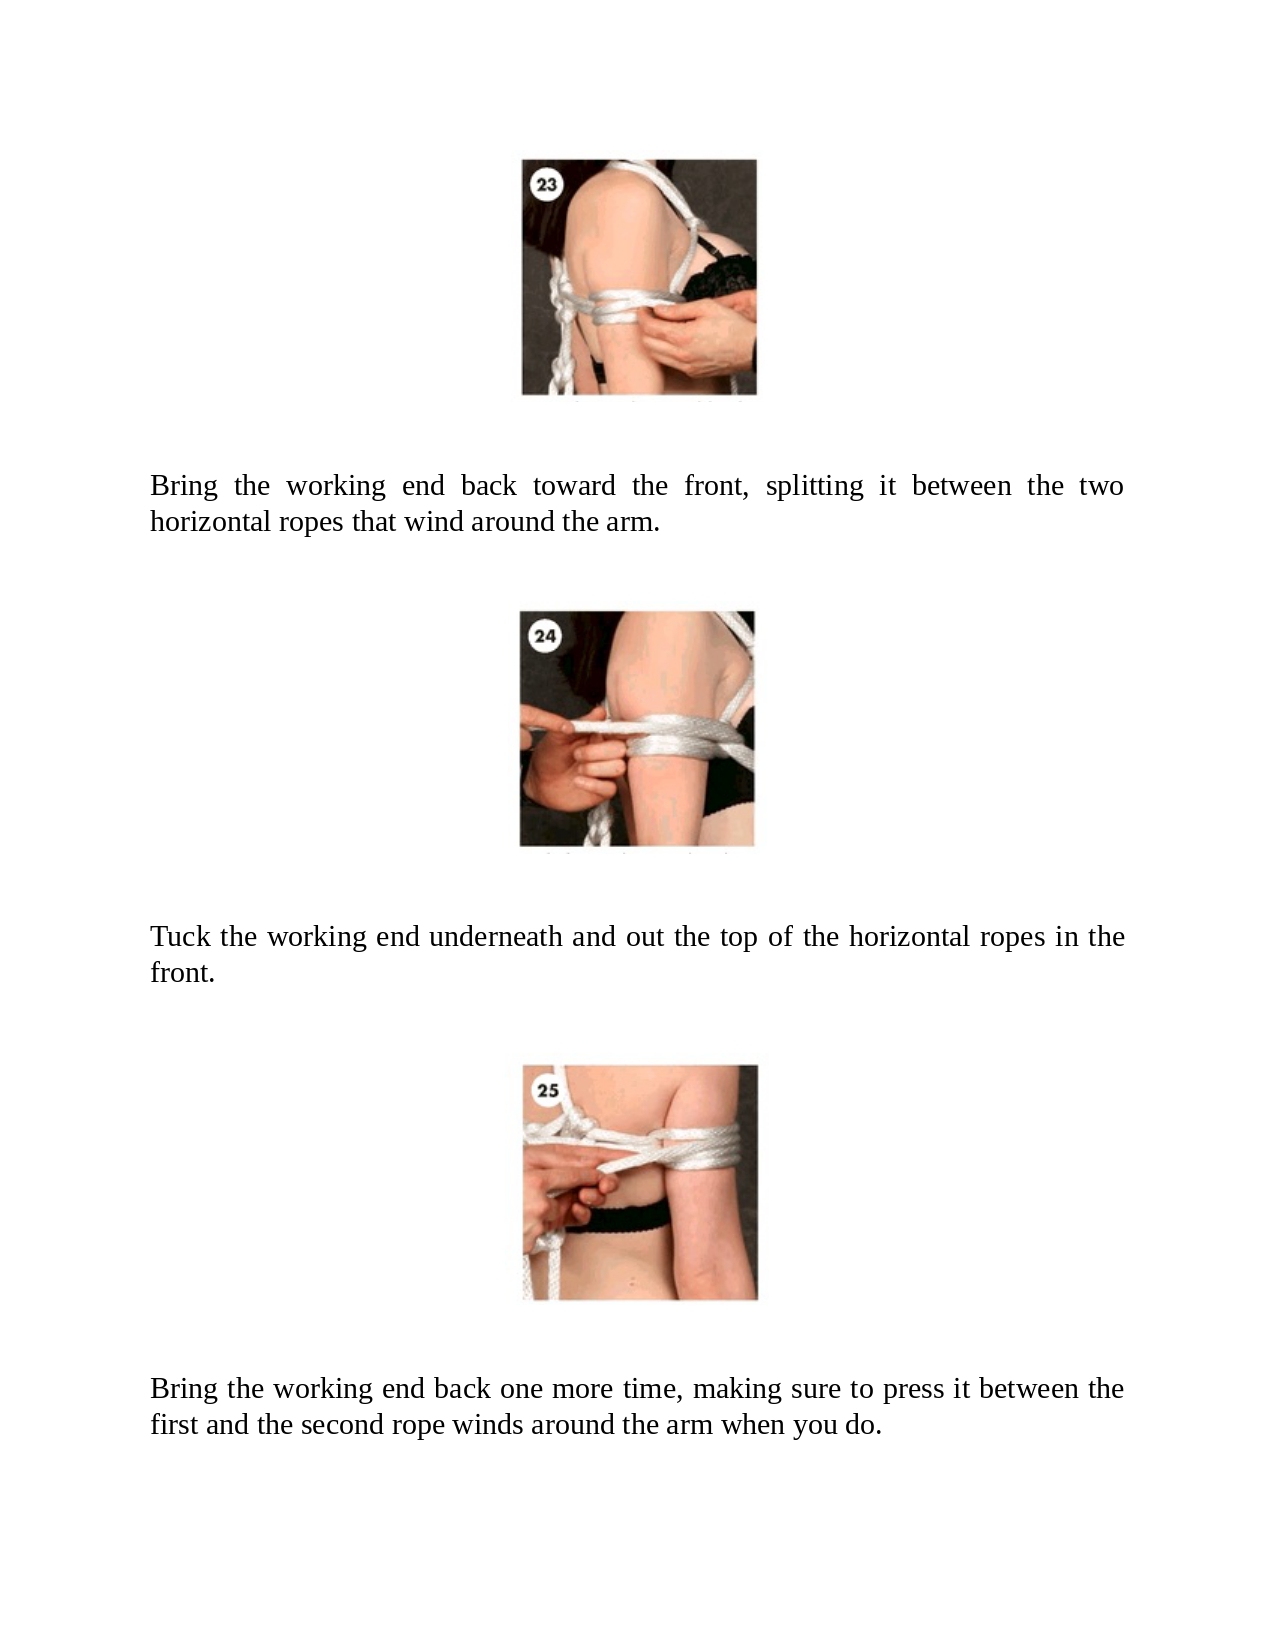 23
Bring the working end back toward the front, splitting it between the two
horizontal ropes that wind around the arm.
24
Tuck the working end underneath and out the top of the horizontal ropes in the
front.
25
Bring the working end back one more time, making sure to press it between the
first and the second rope winds around the arm when you do.